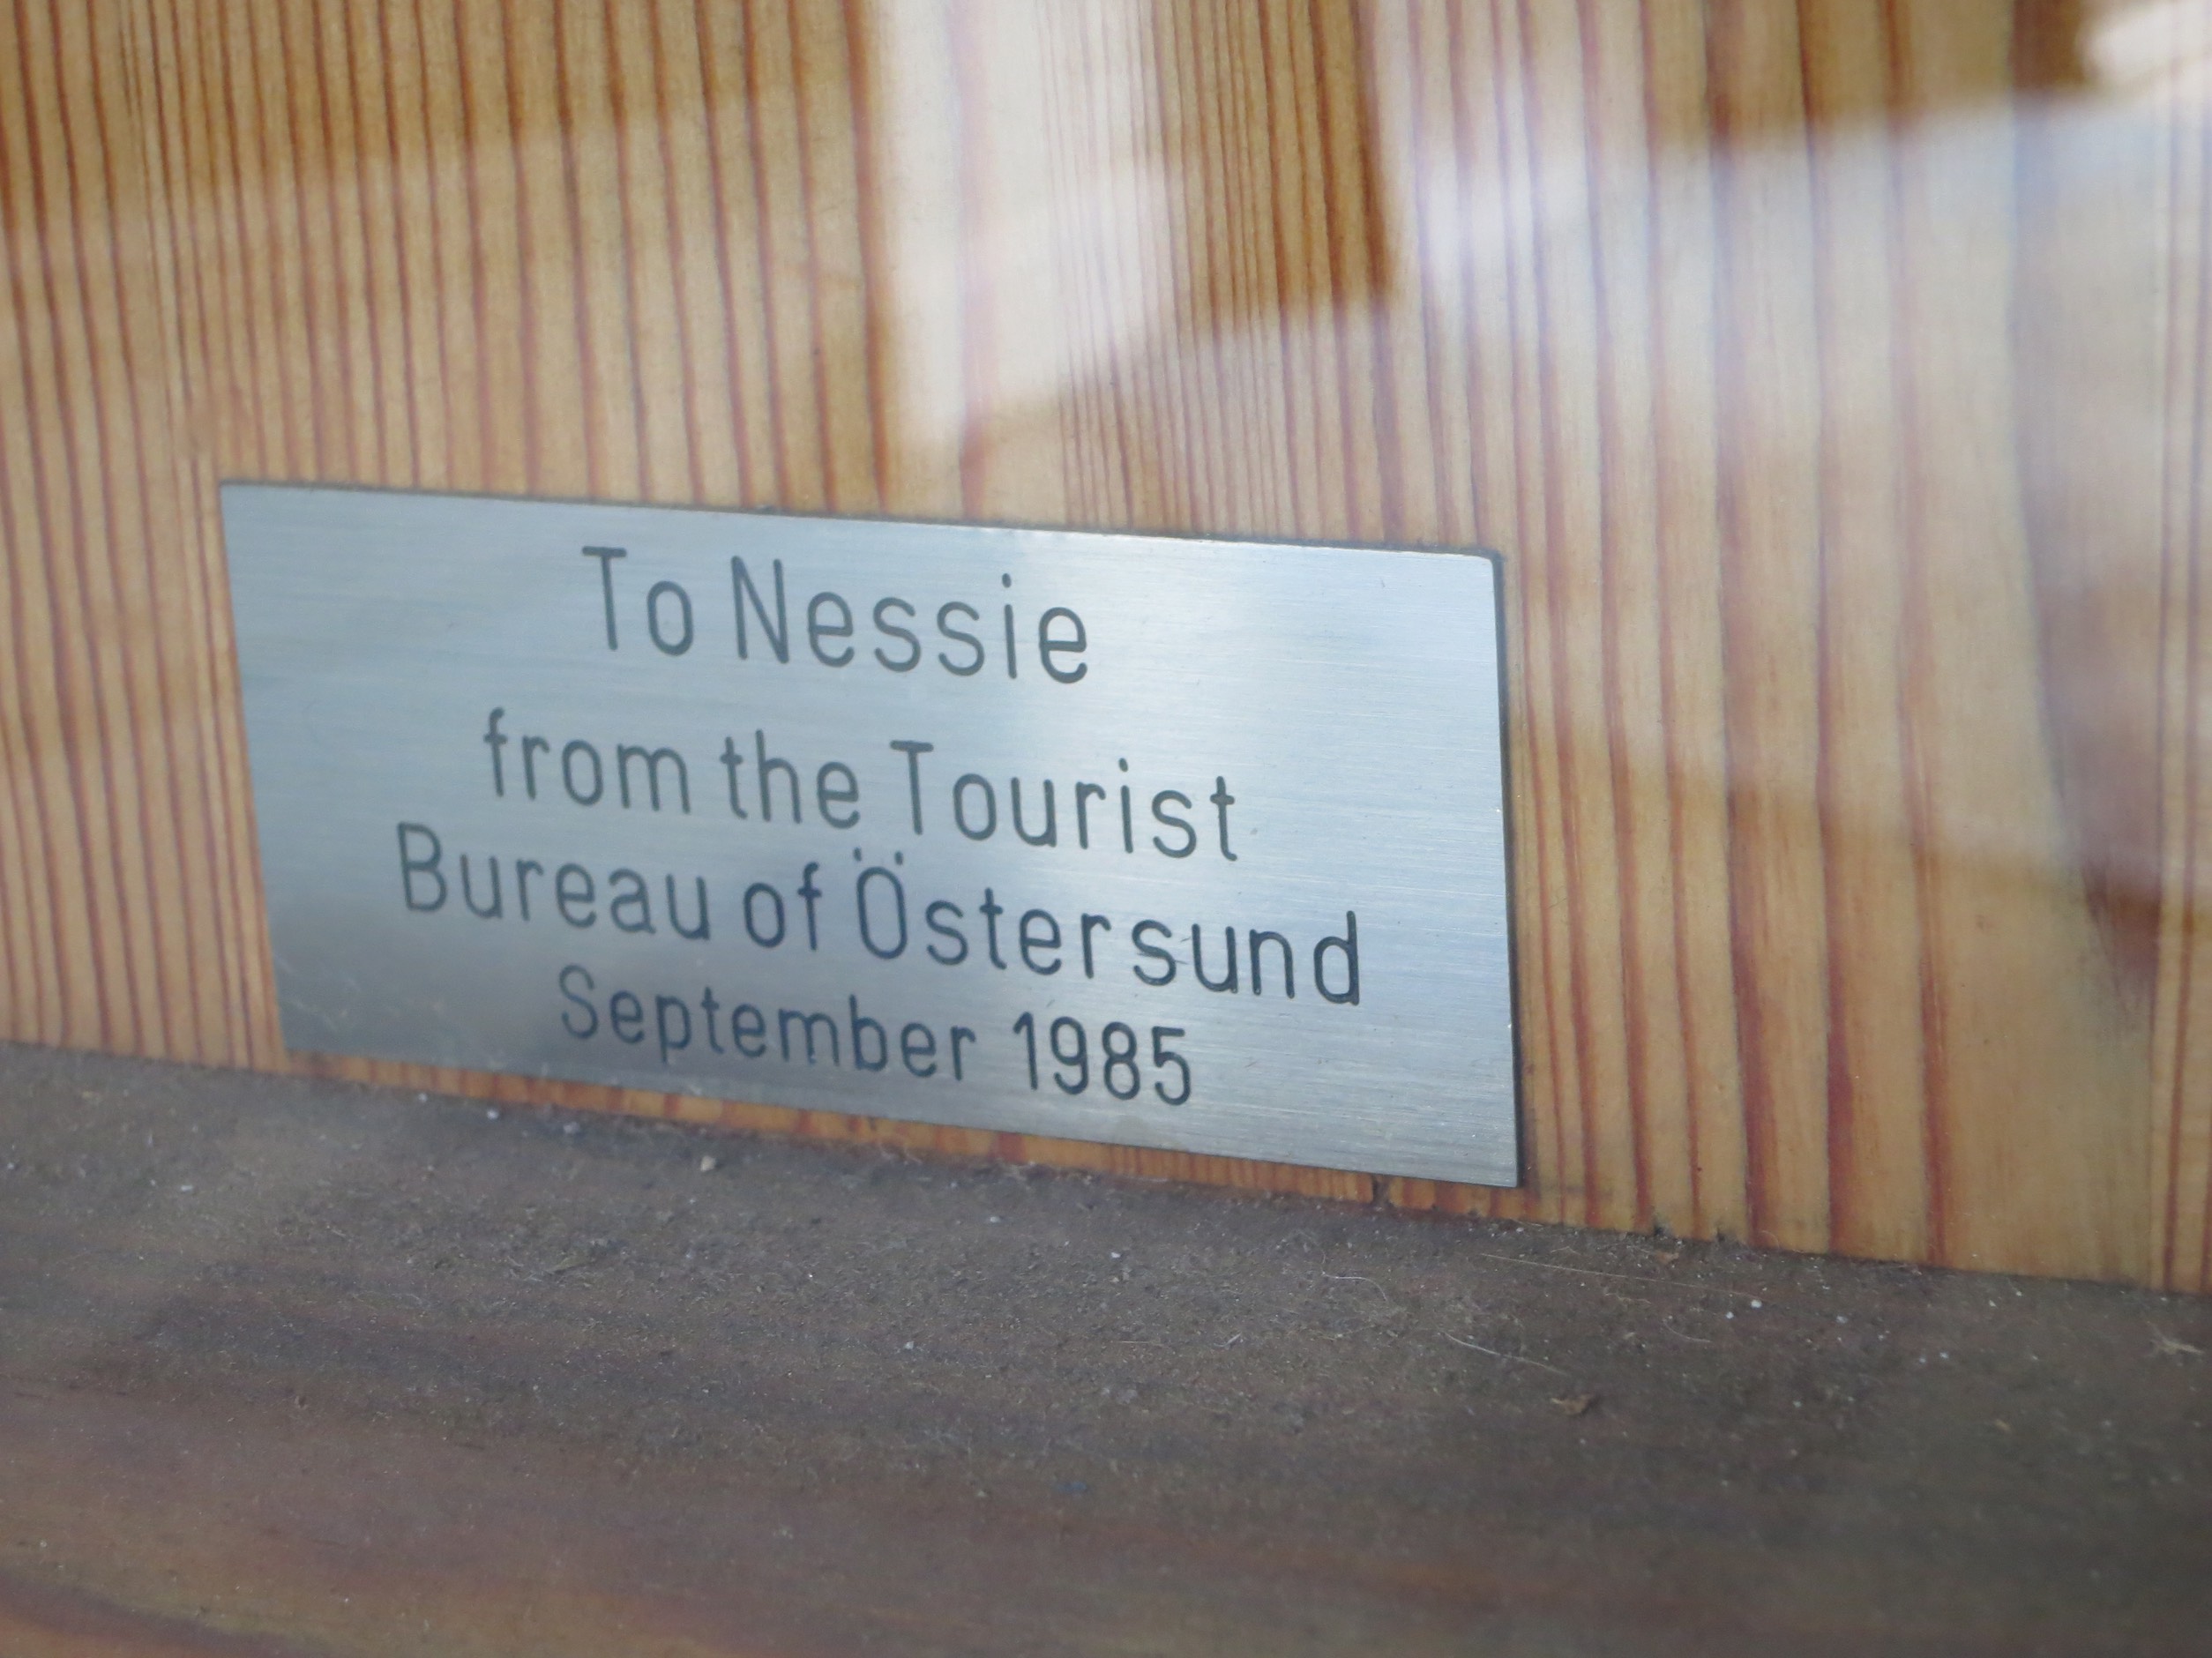 To Nessie
from the Tourist
Bureau of Östersund
September 1985